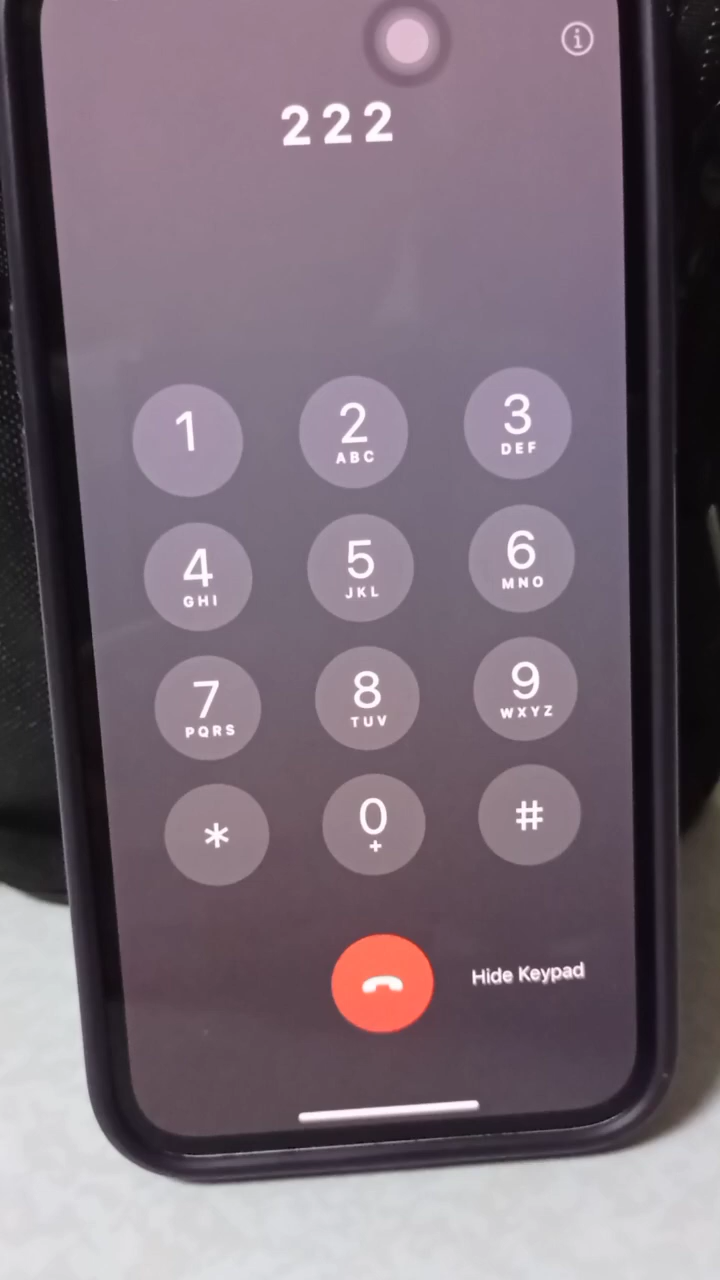 222
1 2 3
ABC DEF
4 5 6
GHI JKL MNO
7 8 9
PQRS TUV WXYZ
* 0 #
+
Hide Keypad